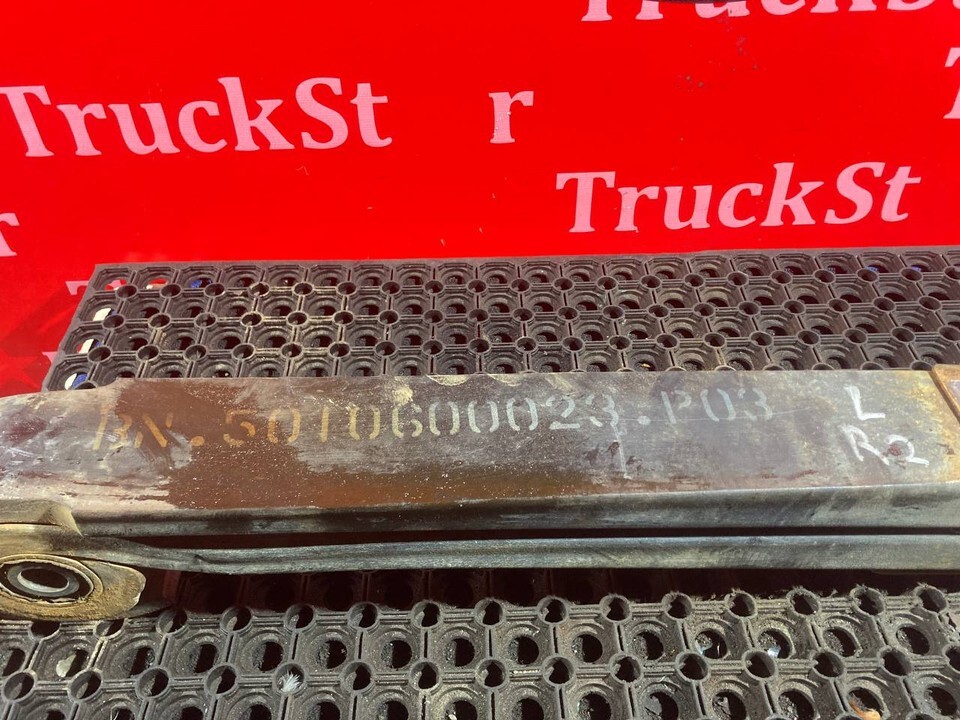 TruckSt
TruckSt r
TruckSt
r
BN.5010600023.P03
L
R2